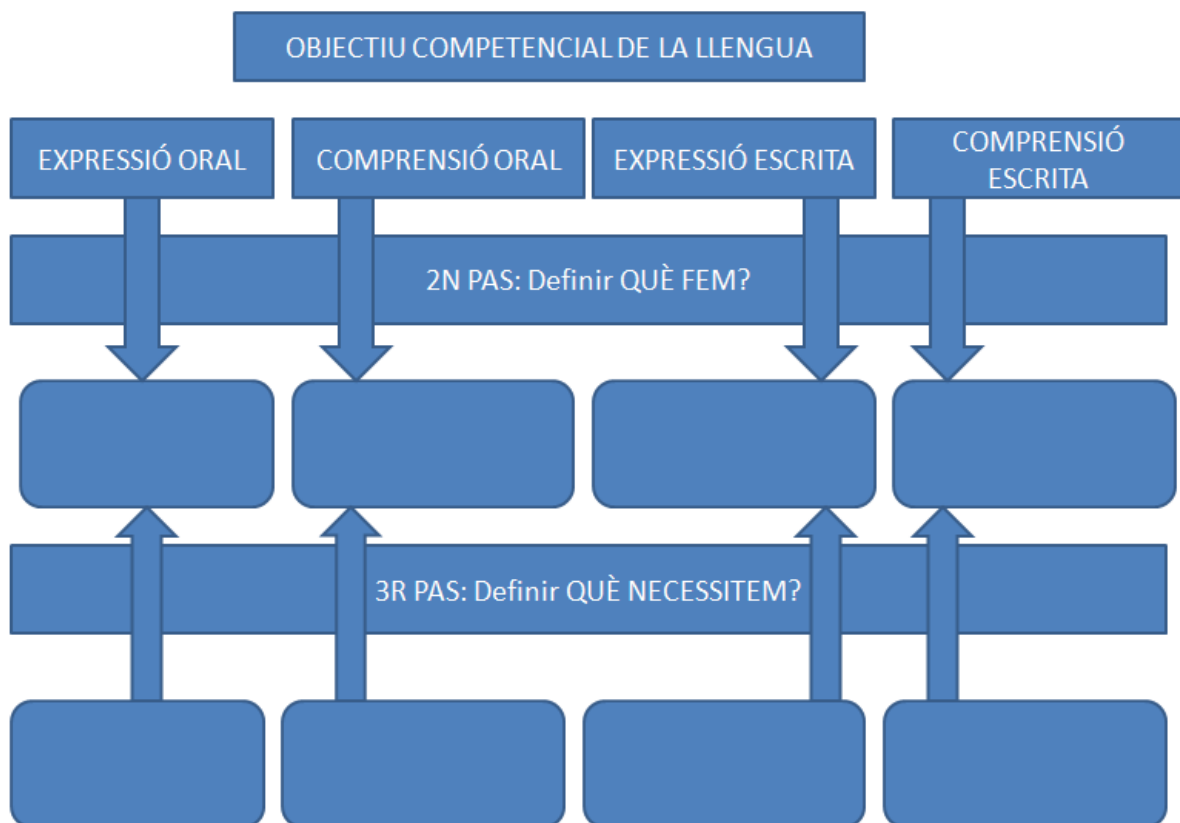 OBJECTIU COMPETENCIAL DE LA LLENGUA
EXPRESSIÓ ORAL
COMPRENSIÓ ORAL
EXPRESSIÓ ESCRITA
COMPRENSIÓ
ESCRITA
2N PAS: Definir QUÈ FEM?
3R PAS: Definir QUÈ NECESSITEM?